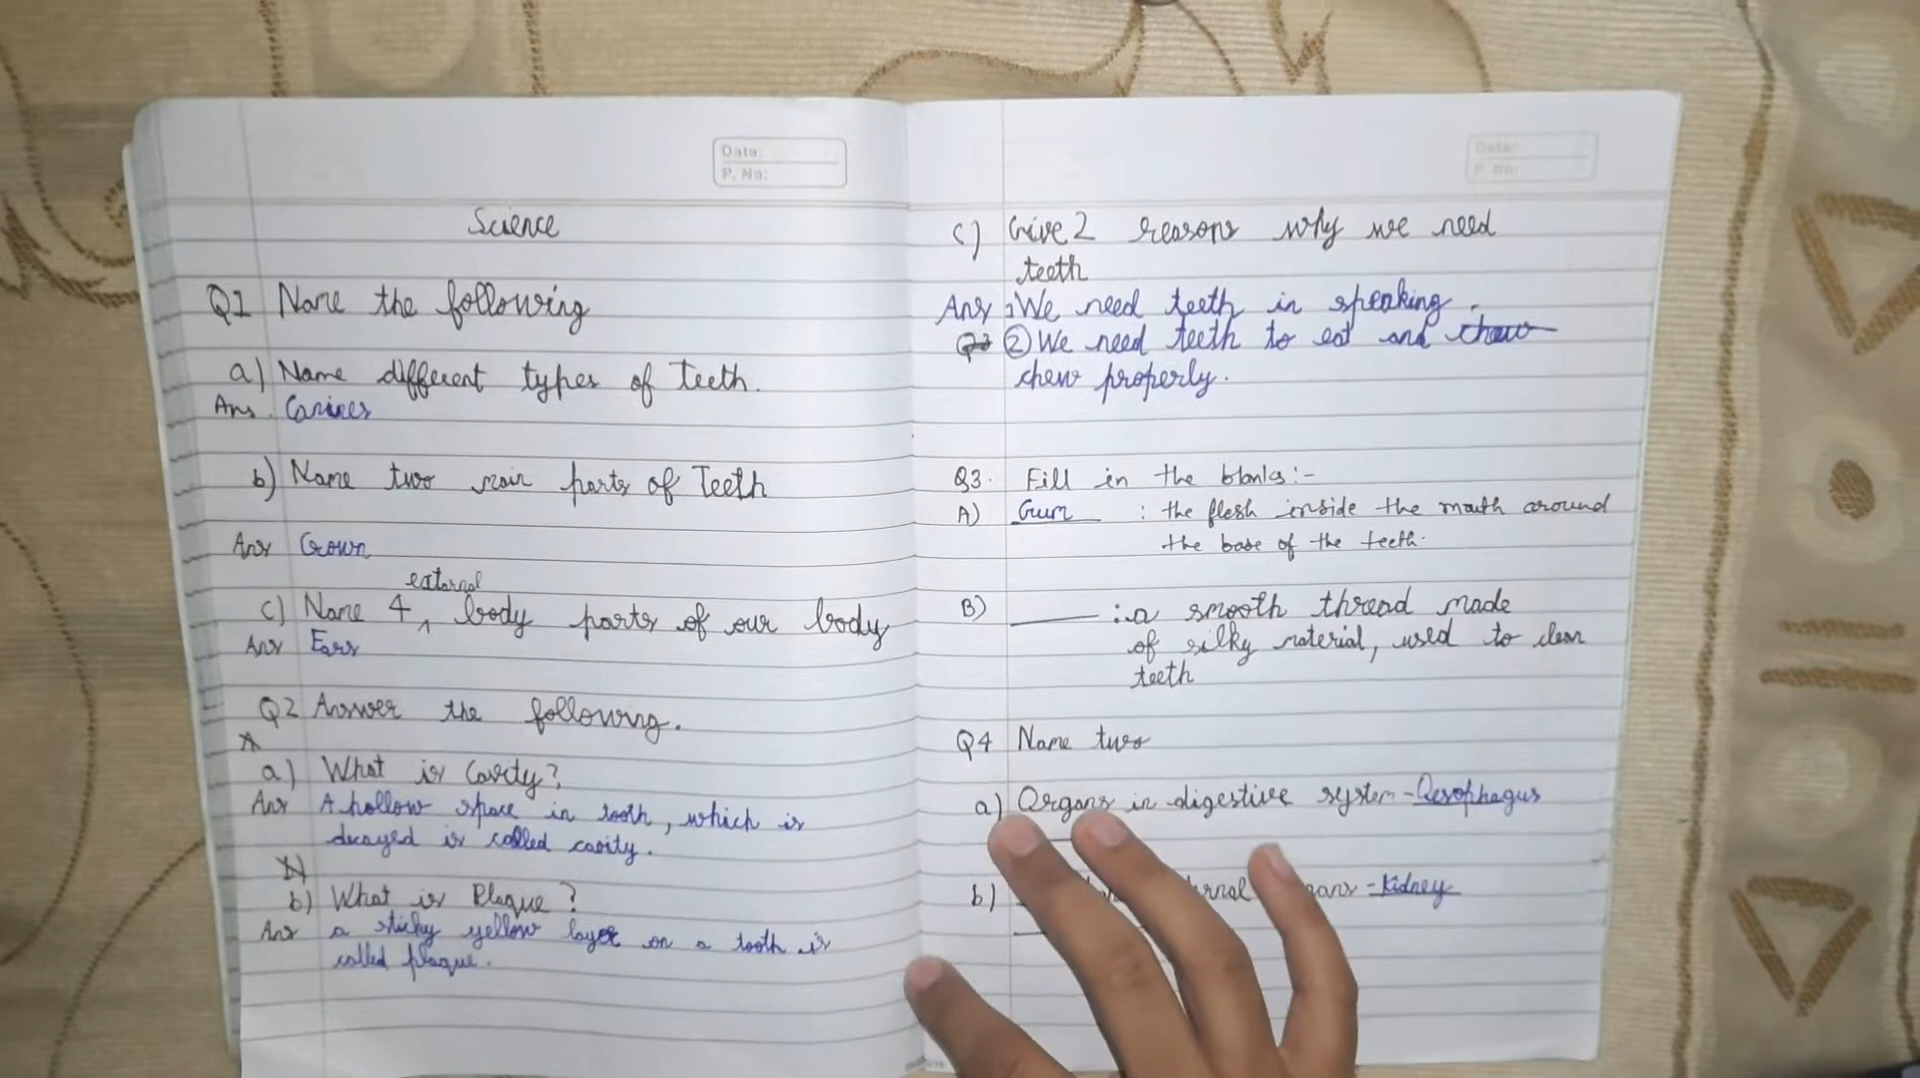 Date:
P. No:
Science
Q1 Name the following
a) Name different types of Teeth.
Ans. Canines
b) Name two main parts of Teeth
Ans Crown
external
c) Name 4 ^ body parts of our body
Ans Ears
Q2 Answer the following.
a) What is Cavity?
Ans A hollow space in tooth, which is
decayed is called cavity.
b) What is Plaque?
Ans a sticky yellow layer on a tooth is
called plaque.
Date:
P. No:
c) Give 2 reasons why we need
teeth
Ans We need teeth in speaking.
② We need teeth to eat and chew
chew properly.
Q3. Fill in the blanks:-
A) Gum : the flesh inside the mouth around
the base of the teeth.
B) ______ : a smooth thread made
of silky material, used to clean
teeth
Q4 Name two
a) Organs in digestive system - Oesophagus
b) = Kidney